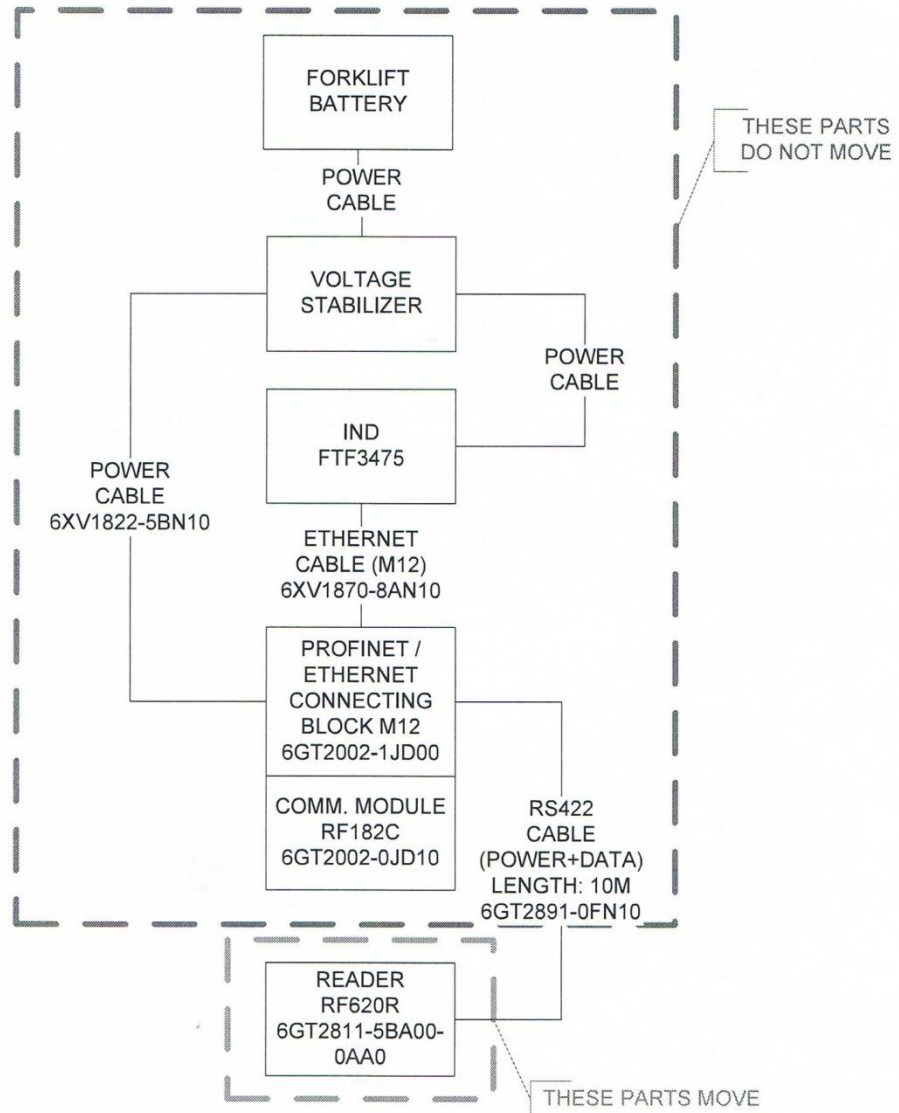 FORKLIFT
BATTERY
THESE PARTS
DO NOT MOVE
POWER
CABLE
VOLTAGE
STABILIZER
POWER
CABLE
IND
FTF3475
POWER
CABLE
6XV1822-5BN10
ETHERNET
CABLE (M12)
6XV1870-8AN10
PROFINET /
ETHERNET
CONNECTING
BLOCK M12
6GT2002-1JD00
COMM. MODULE
RF182C
6GT2002-0JD10
RS422
CABLE
(POWER+DATA)
LENGTH: 10M
6GT2891-0FN10
READER
RF620R
6GT2811-5BA00-
0AA0
THESE PARTS MOVE